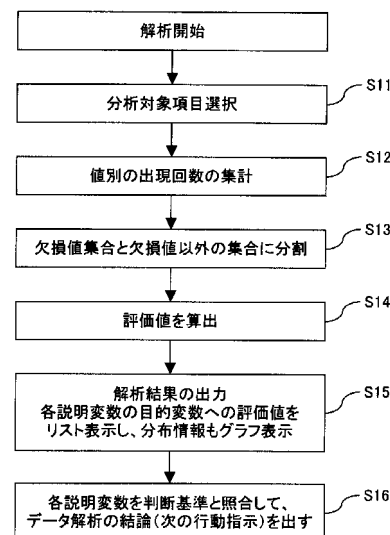 解析開始
S11
分析対象項目選択
S12
値別の出現回数の集計
S13
欠損値集合と欠損値以外の集合に分割
S14
評価値を算出
S15
解析結果の出力
各説明変数の目的変数への評価値を
リスト表示し、分布情報もグラフ表示
S16
各説明変数を判断基準と照合して、
データ解析の結論(次の行動指示)を出す